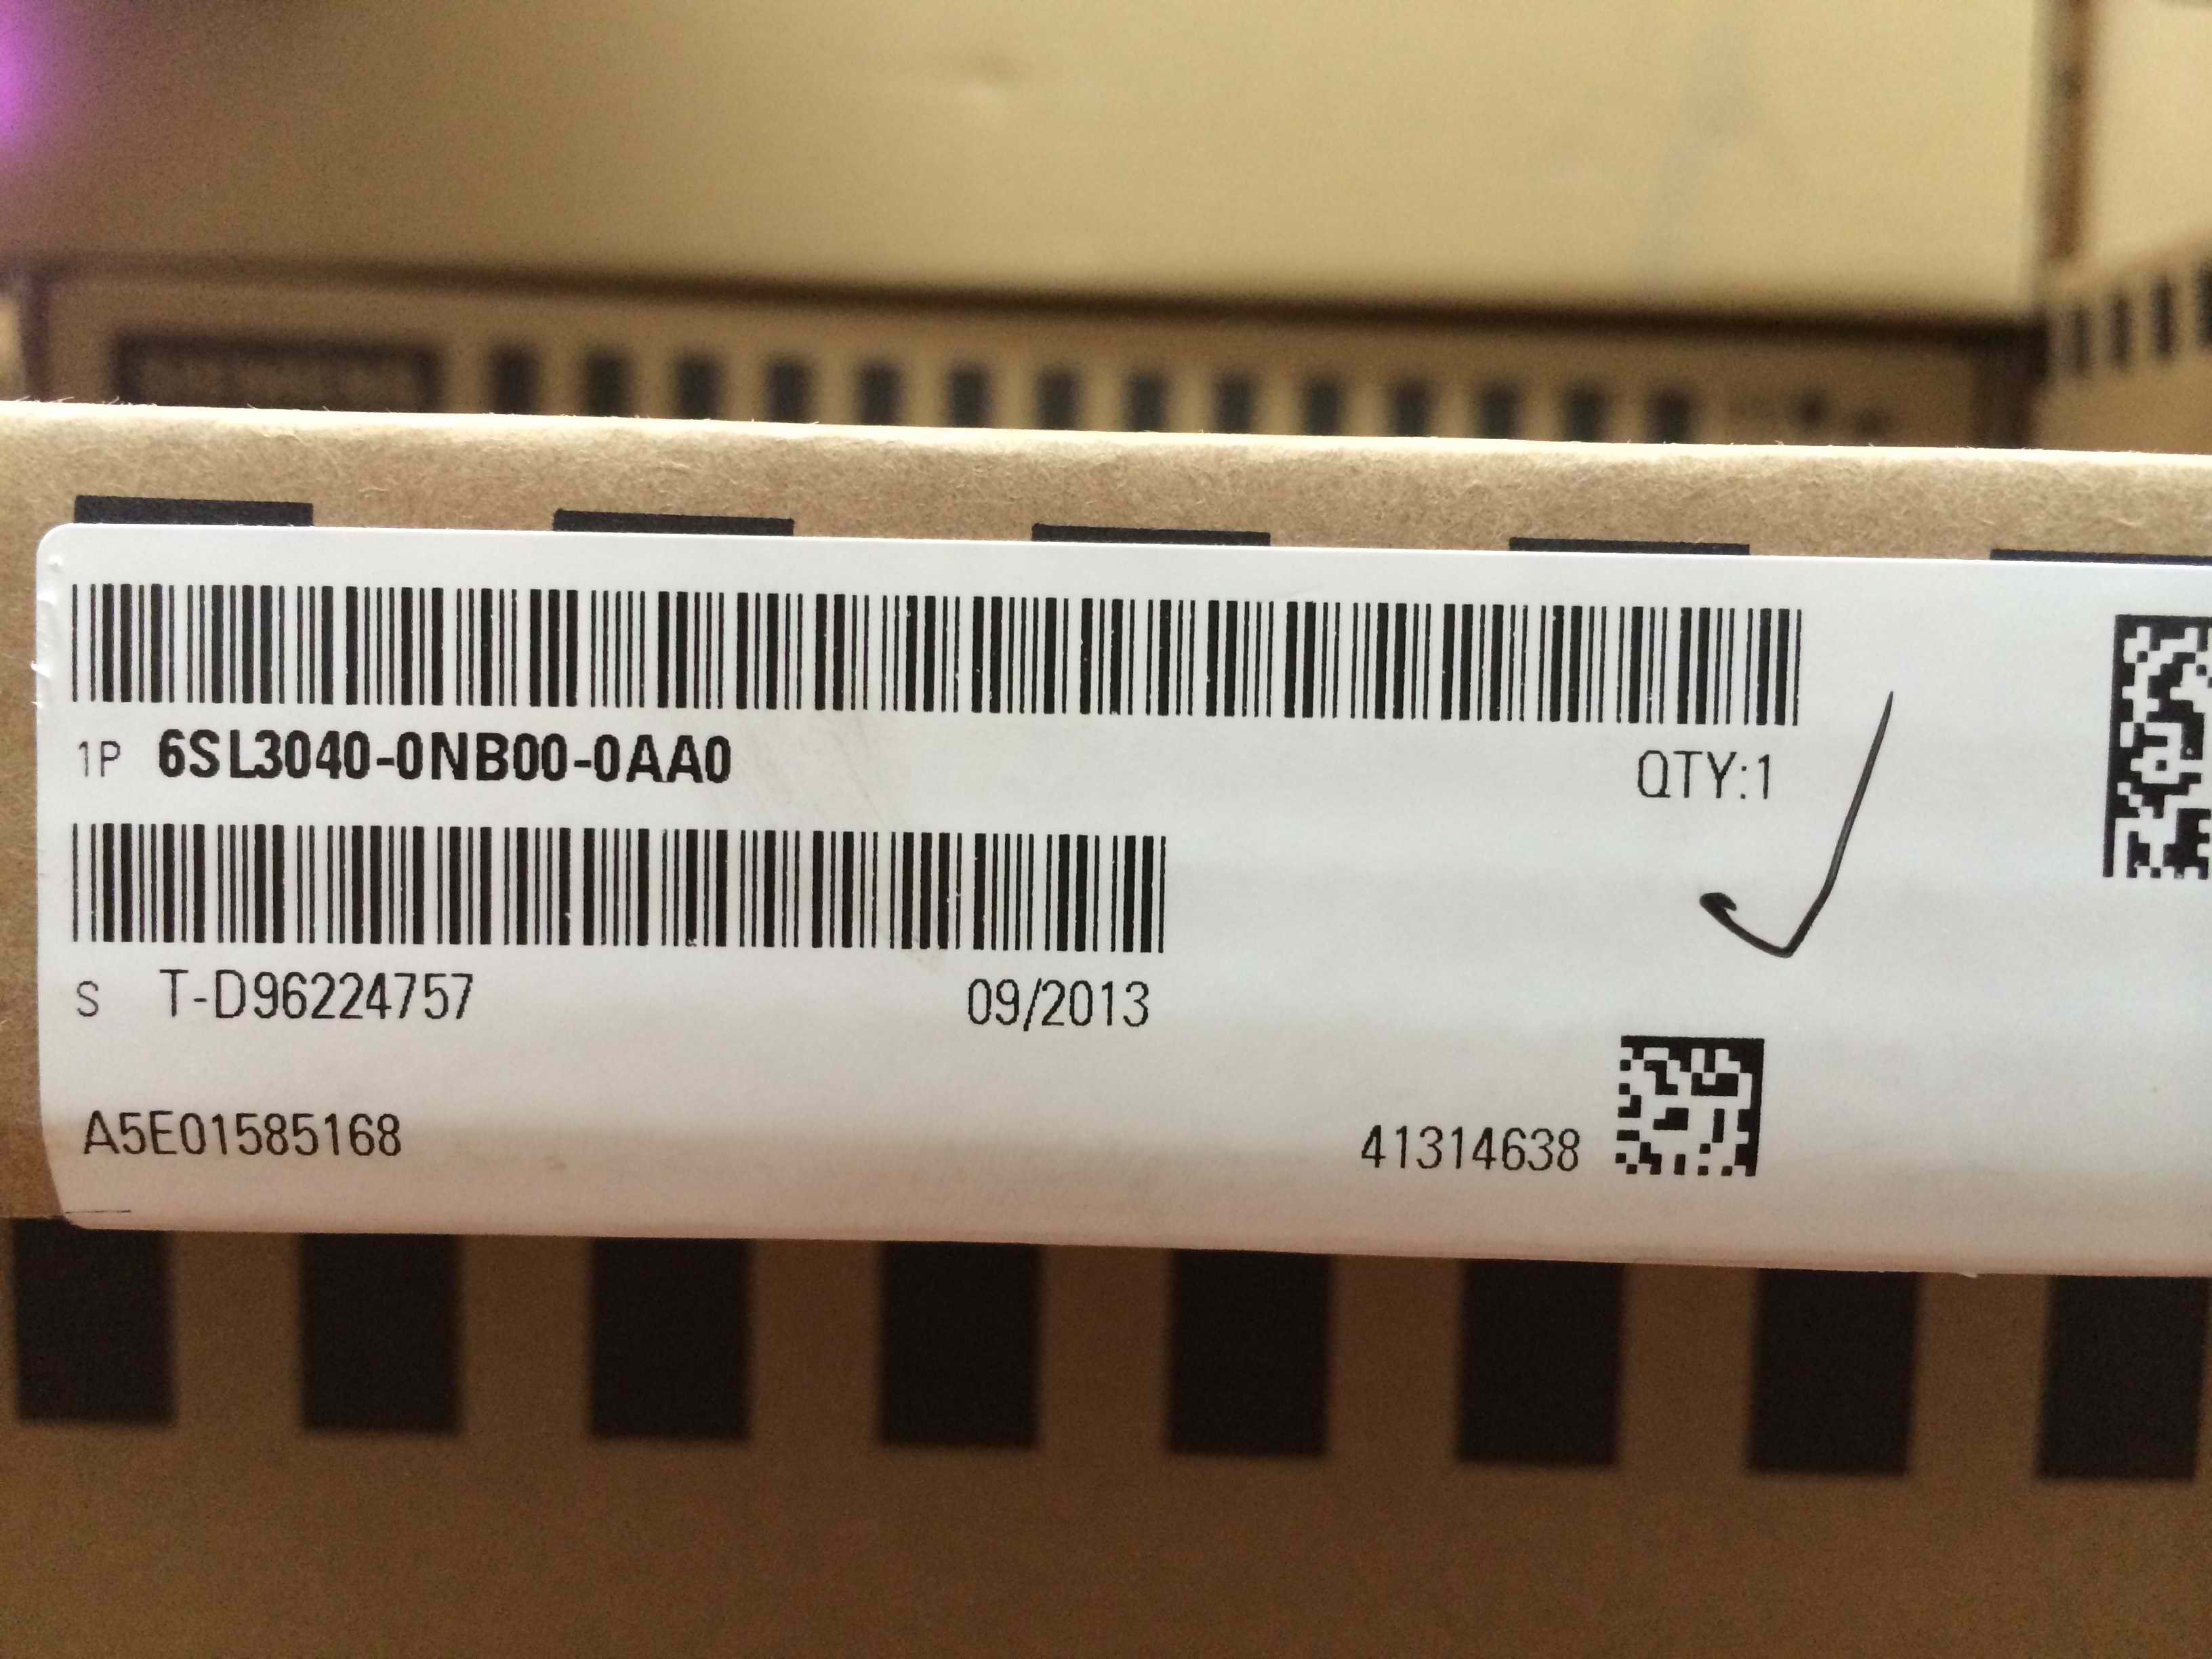 1P 6SL3040-0NB00-0AA0 QTY:1
S T-D96224757 09/2013
A5E01585168 41314638